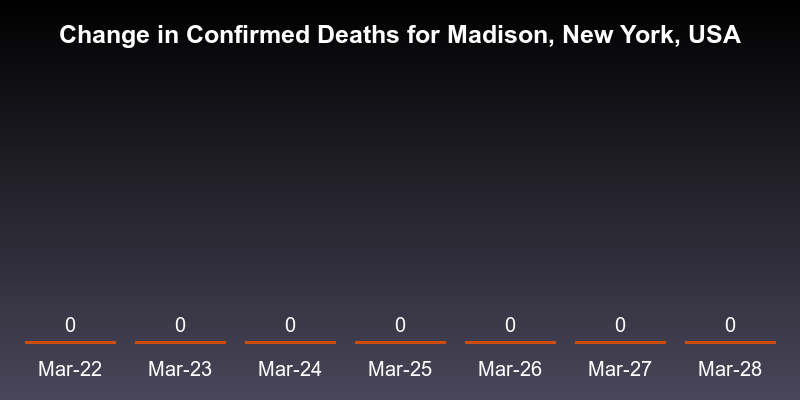 Change in Confirmed Deaths for Madison, New York, USA
0 0 0 0 0 0 0
Mar-22 Mar-23 Mar-24 Mar-25 Mar-26 Mar-27 Mar-28